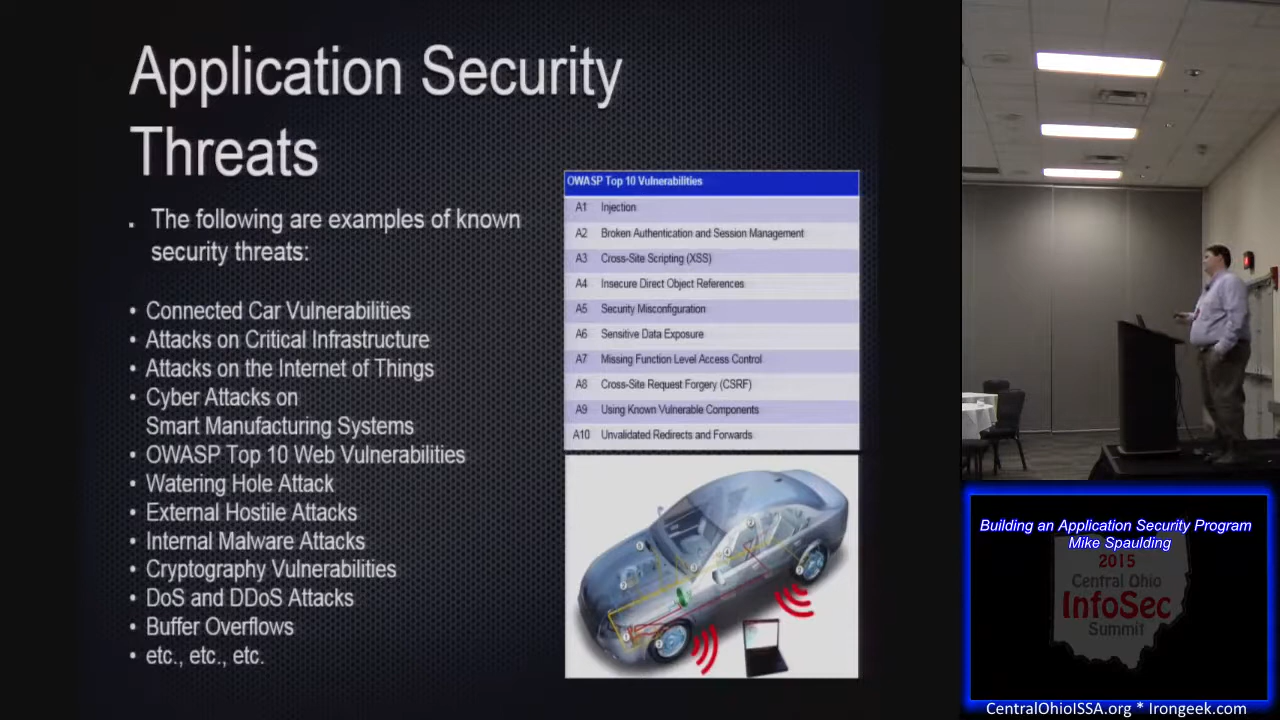 Application Security
Threats
The following are examples of known
security threats:
• Connected Car Vulnerabilities
• Attacks on Critical Infrastructure
• Attacks on the Internet of Things
• Cyber Attacks on
Smart Manufacturing Systems
• OWASP Top 10 Web Vulnerabilities
• Watering Hole Attack
• External Hostile Attacks
• Internal Malware Attacks
• Cryptography Vulnerabilities
• DoS and DDoS Attacks
• Buffer Overflows
• etc., etc., etc.
OWASP Top 10 Vulnerabilities
A1 Injection
A2 Broken Authentication and Session Management
A3 Cross-Site Scripting (XSS)
A4 Insecure Direct Object References
A5 Security Misconfiguration
A6 Sensitive Data Exposure
A7 Missing Function Level Access Control
A8 Cross-Site Request Forgery (CSRF)
A9 Using Known Vulnerable Components
A10 Unvalidated Redirects and Forwards
Building an Application Security Program
Mike Spaulding
2015
Central Ohio
InfoSec
Summit
CentralOhioISSA.org * Irongeek.com